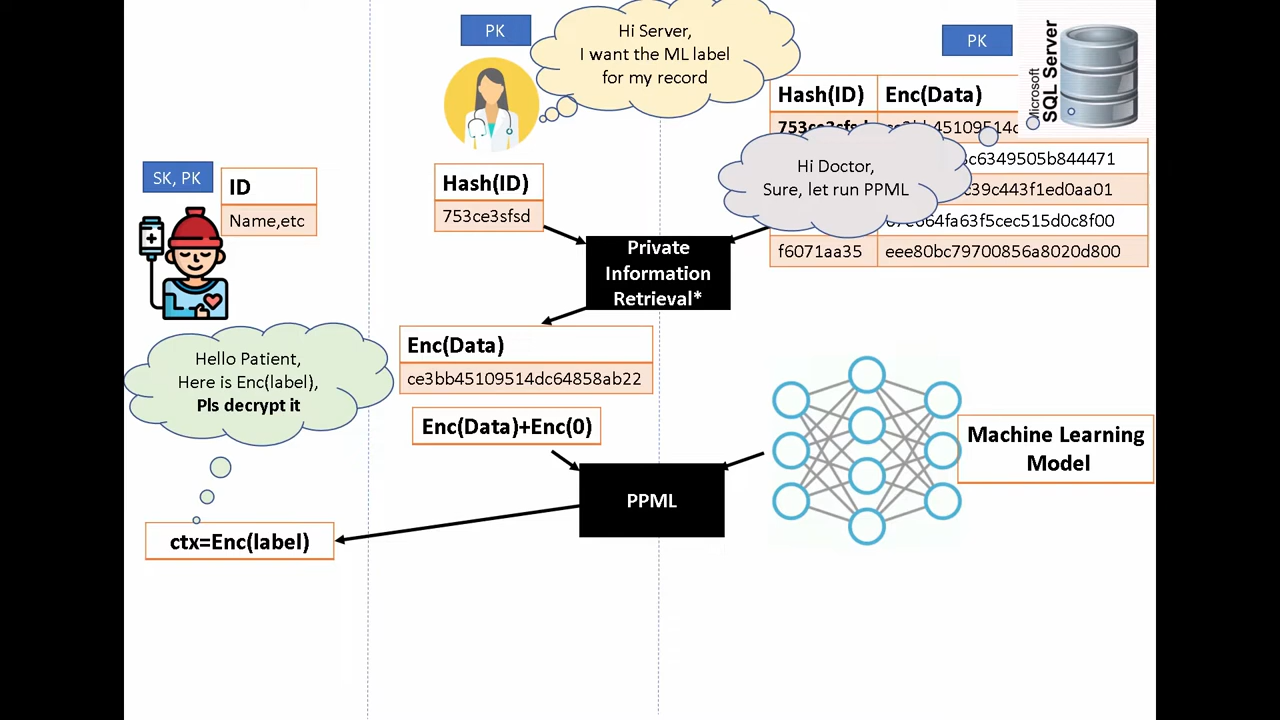 PK
Hi Server,
I want the ML label
for my record
PK
Microsoft
SQL Server
Hash(ID) Enc(Data)
Hi Doctor,
Sure, let run PPML
c6349505b844471
c39c443f1ed0aa01
664fa63f5cec515d0c8f00
f6071aa35 eee80bc79700856a8020d800
SK, PK
ID
Name,etc
Hash(ID)
753ce3sfsd
Private
Information
Retrieval*
Enc(Data)
ce3bb45109514dc64858ab22
Hello Patient,
Here is Enc(label),
Pls decrypt it
Enc(Data)+Enc(0)
PPML
Machine Learning
Model
ctx=Enc(label)